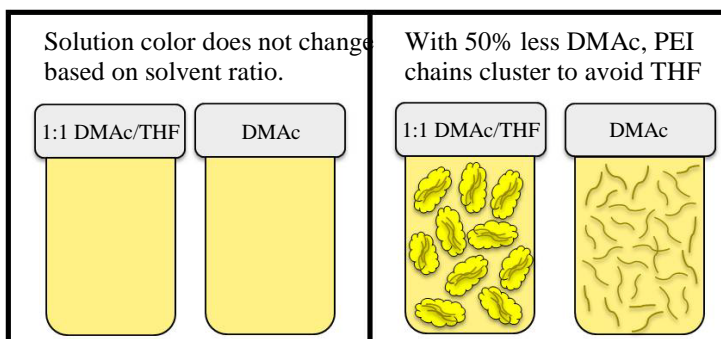 Solution color does not change
based on solvent ratio.
1:1 DMAc/THF
DMAc
With 50% less DMAc, PEI
chains cluster to avoid THF
1:1 DMAc/THF
DMAc